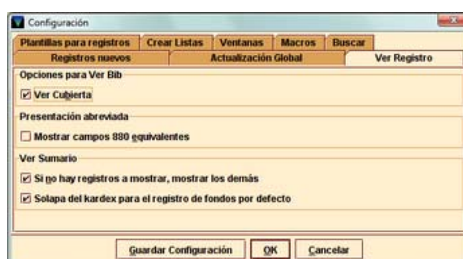 Configuración
Plantillas para registros Crear Listas Ventanas Macros Buscar
Registros nuevos Actualización Global Ver Registro
Opciones para Ver Bib
Ver Cubierta
Presentación abreviada
Mostrar campos 880 equivalentes
Ver Sumario
Si no hay registros a mostrar, mostrar los demás
Solapa del kardex para el registro de fondos por defecto
Guardar Configuración OK Cancelar